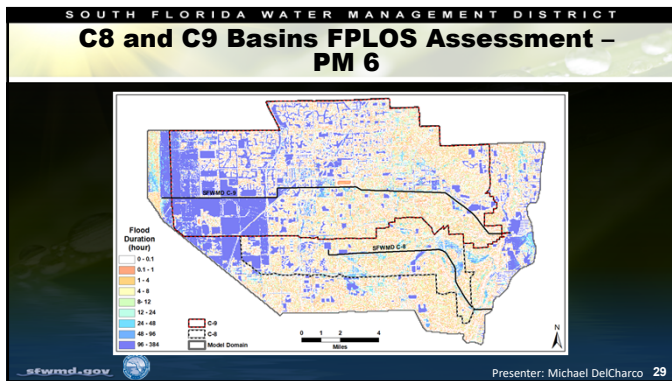 SOUTH FLORIDA WATER MANAGEMENT DISTRICT
C8 and C9 Basins FPLOS Assessment –
PM 6
SFWMD C-9
SFWMD C-8
Flood
Duration
(hour)
0 - 0.1
0.1 - 1
1 - 4
4 - 8
8- 12
12 - 24
24 - 48
48 - 96
96 - 384
C-9
C-8
Model Domain
0 1 2 4
Miles
N
sfwmd.gov
Presenter: Michael DelCharco 29